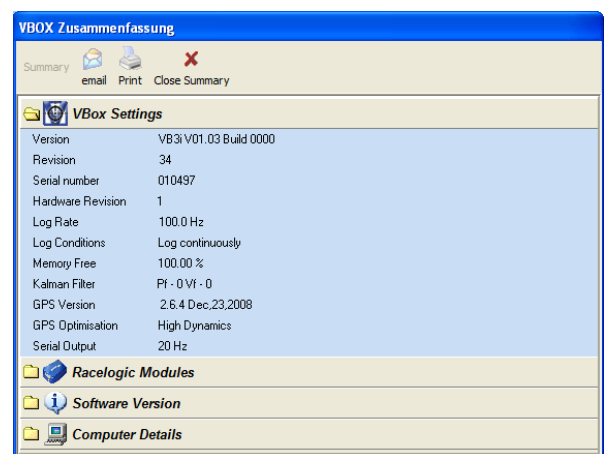 VBOX Zusammenfassung
Summary email Print Close Summary
VBox Settings
Version VB3i V01.03 Build 0000
Revision 34
Serial number 010497
Hardware Revision 1
Log Rate 100.0 Hz
Log Conditions Log continuously
Memory Free 100.00 %
Kalman Filter Pf - 0 Vf - 0
GPS Version 2.6.4 Dec,23,2008
GPS Optimisation High Dynamics
Serial Output 20 Hz
Racelogic Modules
Software Version
Computer Details